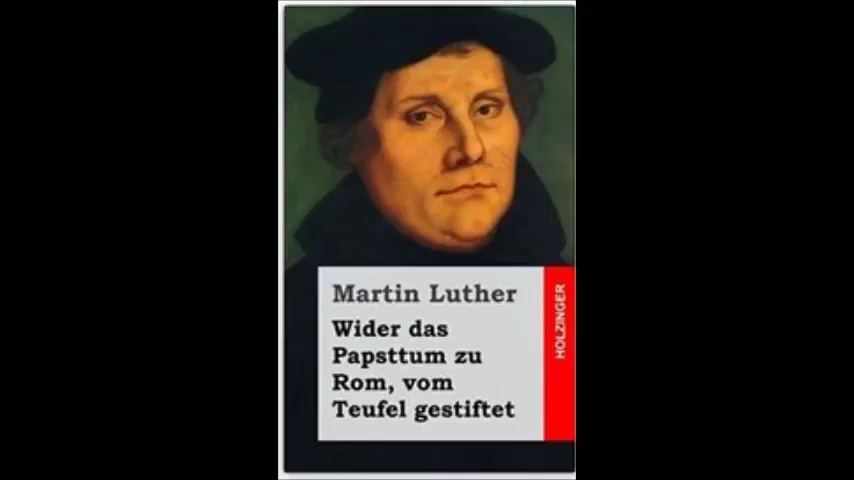 Martin Luther
Wider das
Papsttum zu
Rom, vom
Teufel gestiftet
HOLZINGER